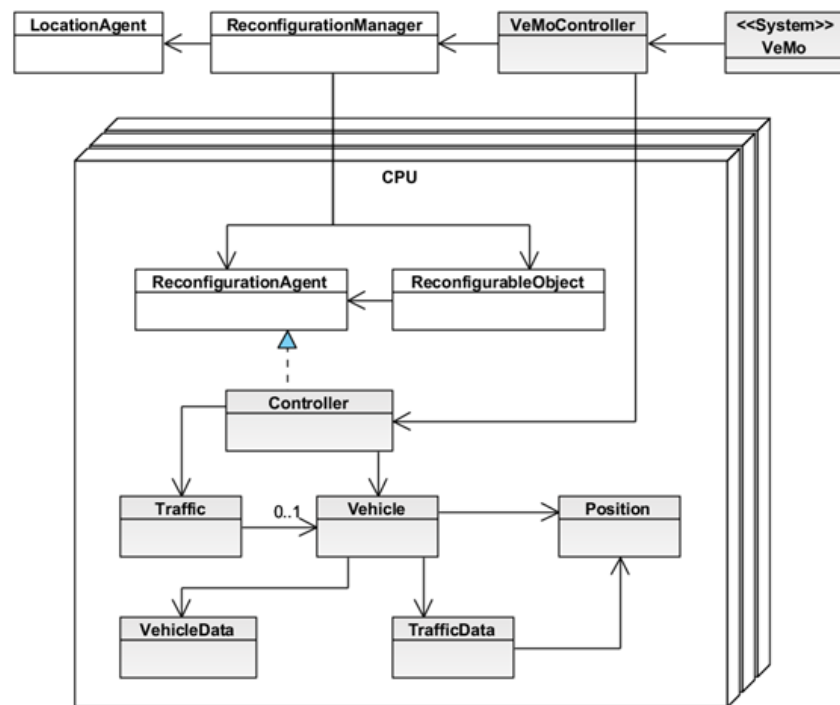 LocationAgent
ReconfigurationManager
VeMoController
<<System>>
VeMo
CPU
ReconfigurationAgent
ReconfigurableObject
Controller
Traffic
0..1
Vehicle
Position
VehicleData
TrafficData